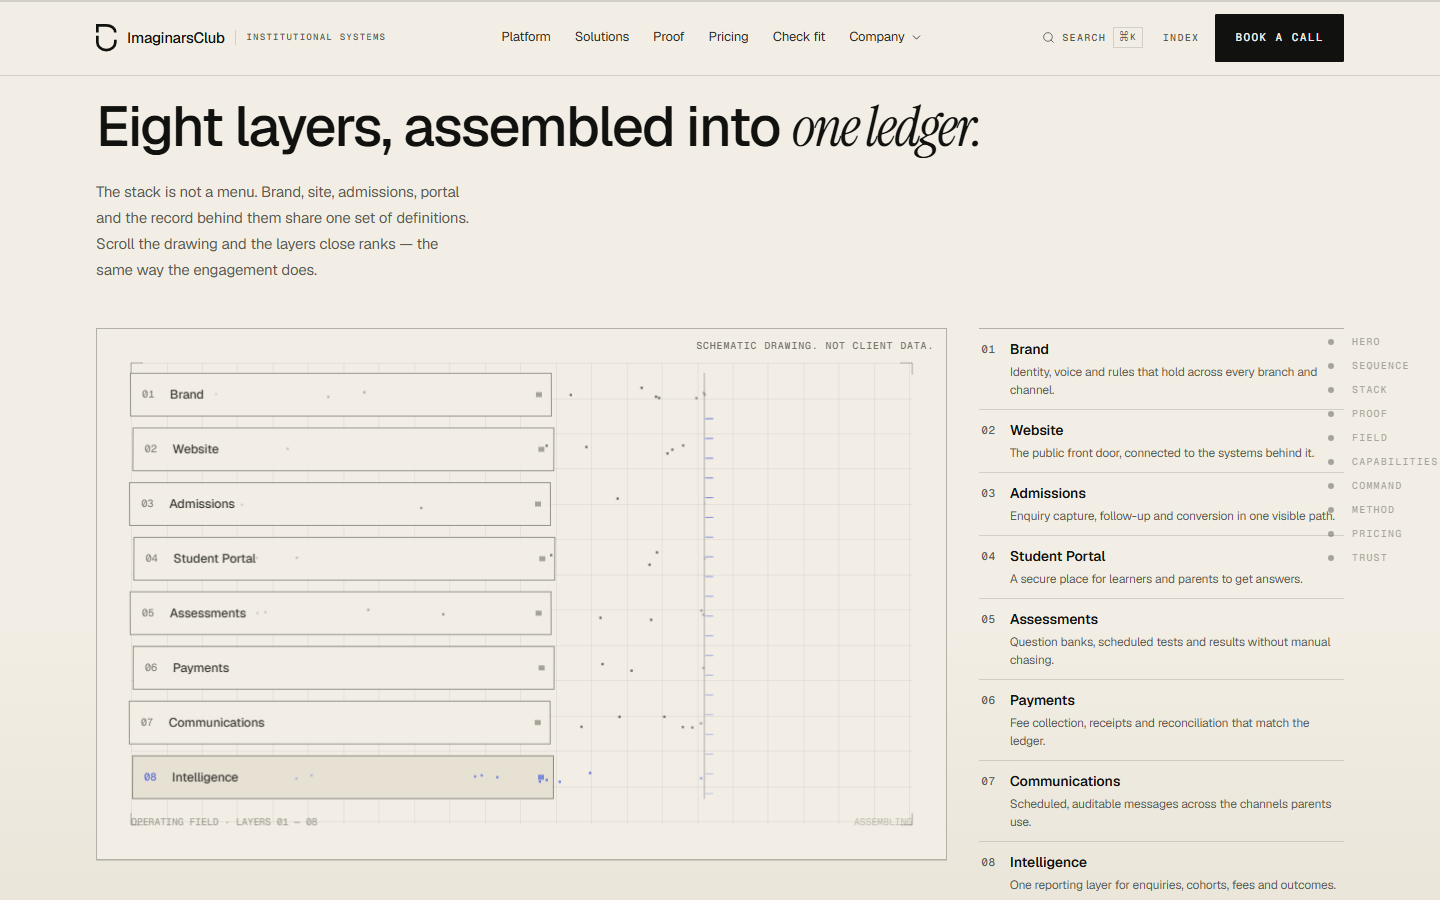 ImaginarsClub
INSTITUTIONAL SYSTEMS
Platform
Solutions
Proof
Pricing
Check fit
Company
SEARCH ⌘K
INDEX
BOOK A CALL
Eight layers, assembled into one ledger.
The stack is not a menu. Brand, site, admissions, portal
and the record behind them share one set of definitions.
Scroll the drawing and the layers close ranks — the
same way the engagement does.
SCHEMATIC DRAWING. NOT CLIENT DATA.
01 Brand
02 Website
03 Admissions
04 Student Portal
05 Assessments
06 Payments
07 Communications
08 Intelligence
OPERATING FIELD · LAYERS 01 — 08
ASSEMBLING
01 Brand
Identity, voice and rules that hold across every branch and
channel.
02 Website
The public front door, connected to the systems behind it.
03 Admissions
Enquiry capture, follow-up and conversion in one visible path.
04 Student Portal
A secure place for learners and parents to get answers.
05 Assessments
Question banks, scheduled tests and results without manual
chasing.
06 Payments
Fee collection, receipts and reconciliation that match the
ledger.
07 Communications
Scheduled, auditable messages across the channels parents
use.
08 Intelligence
One reporting layer for enquiries, cohorts, fees and outcomes.
HERO
SEQUENCE
STACK
PROOF
FIELD
CAPABILITIES
COMMAND
METHOD
PRICING
TRUST